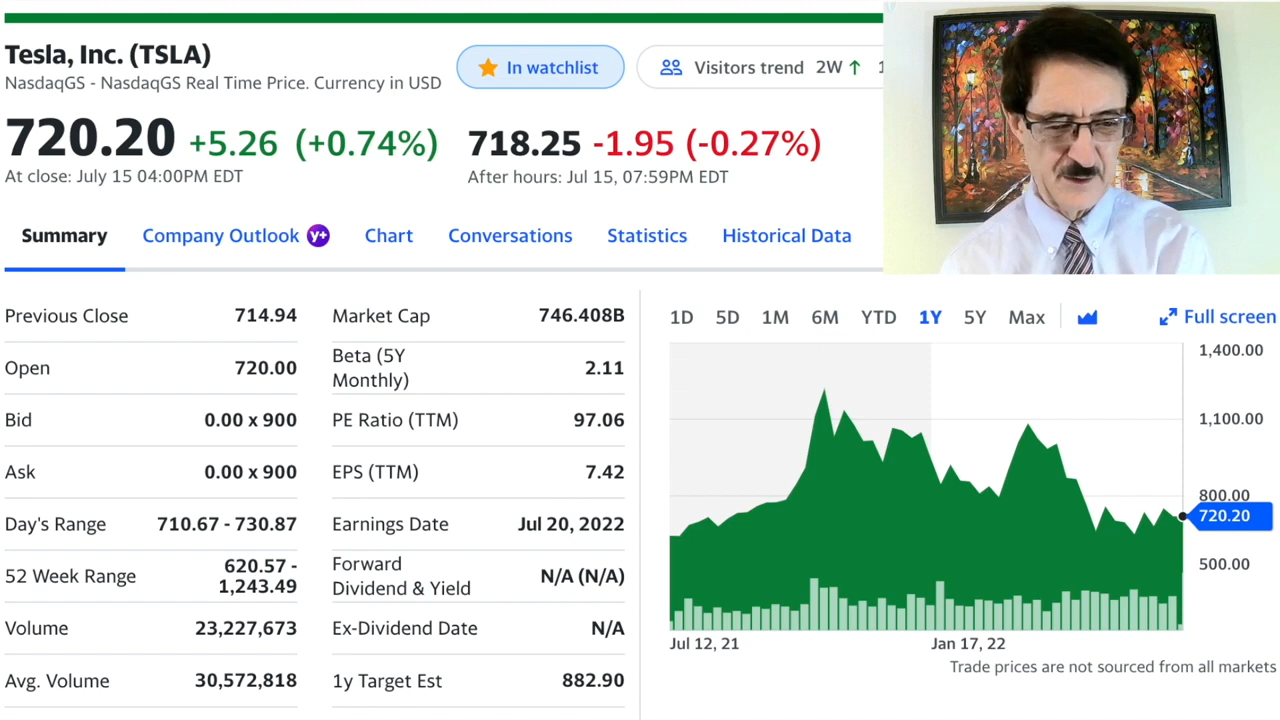 Tesla, Inc. (TSLA)
NasdaqGS - NasdaqGS Real Time Price. Currency in USD
In watchlist
Visitors trend 2W ↑ 1
720.20 +5.26 (+0.74%)
At close: July 15 04:00PM EDT
718.25 -1.95 (-0.27%)
After hours: Jul 15, 07:59PM EDT
Summary Company Outlook Y+ Chart Conversations Statistics Historical Data
Previous Close 714.94
Open 720.00
Bid 0.00 x 900
Ask 0.00 x 900
Day's Range 710.67 - 730.87
52 Week Range 620.57 -
1,243.49
Volume 23,227,673
Avg. Volume 30,572,818
Market Cap 746.408B
Beta (5Y
Monthly) 2.11
PE Ratio (TTM) 97.06
EPS (TTM) 7.42
Earnings Date Jul 20, 2022
Forward
Dividend & Yield N/A (N/A)
Ex-Dividend Date N/A
1y Target Est 882.90
1D 5D 1M 6M YTD 1Y 5Y Max Full screen
1,400.00
1,100.00
800.00
720.20
500.00
Jul 12, 21 Jan 17, 22
Trade prices are not sourced from all markets